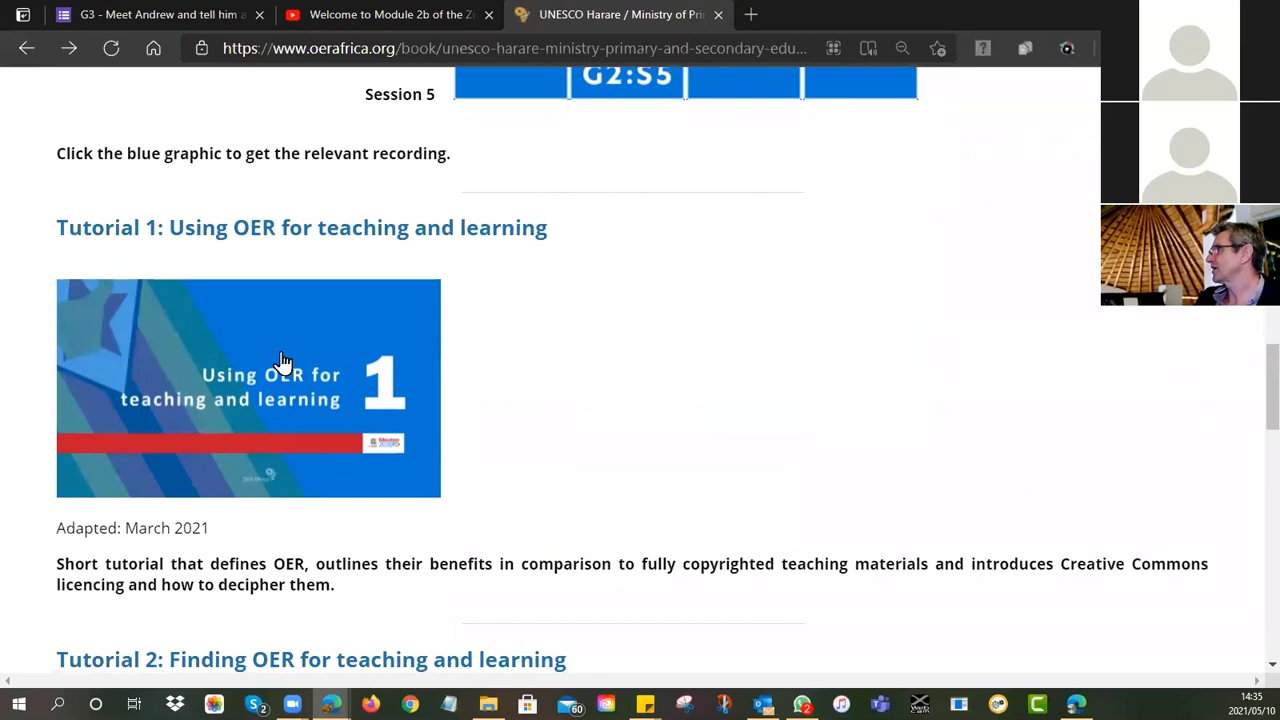 G3 - Meet Andrew and tell him a
Welcome to Module 2b of the Zi
UNESCO Harare / Ministry of Pri
https://www.oerafrica.org/book/unesco-harare-ministry-primary-and-secondary-edu...
G2:S5
Session 5
Click the blue graphic to get the relevant recording.
Tutorial 1: Using OER for teaching and learning
Using OER for
teaching and learning
1
Adapted: March 2021
Short tutorial that defines OER, outlines their benefits in comparison to fully copyrighted teaching materials and introduces Creative Commons
licencing and how to decipher them.
Tutorial 2: Finding OER for teaching and learning
2
60
2
14:35
2021/05/10